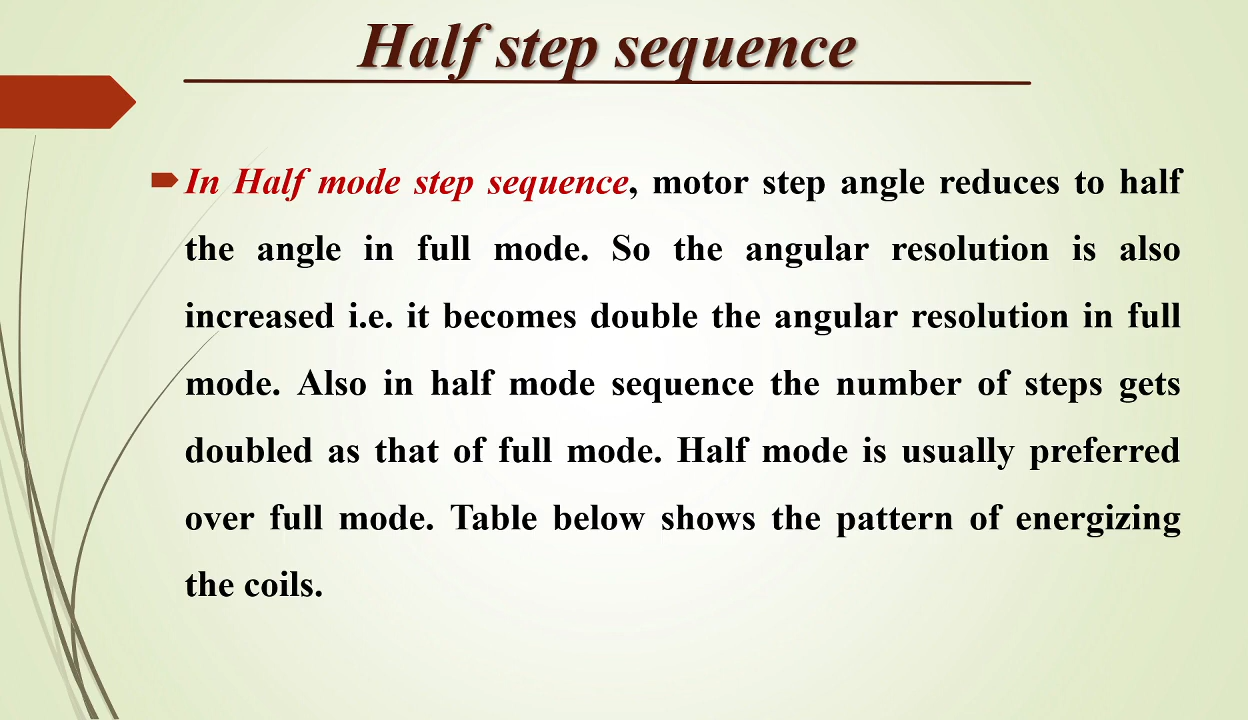 Half step sequence
In Half mode step sequence, motor step angle reduces to half
the angle in full mode. So the angular resolution is also
increased i.e. it becomes double the angular resolution in full
mode. Also in half mode sequence the number of steps gets
doubled as that of full mode. Half mode is usually preferred
over full mode. Table below shows the pattern of energizing
the coils.